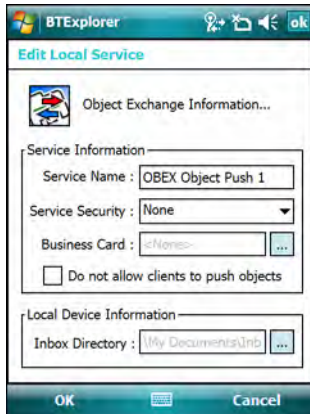 BTExplorer ok
Edit Local Service
Object Exchange Information...
Service Information
Service Name : OBEX Object Push 1
Service Security : None
Business Card : <None> ...
Do not allow clients to push objects
Local Device Information
Inbox Directory : \My Documents\Inb ...
OK Cancel